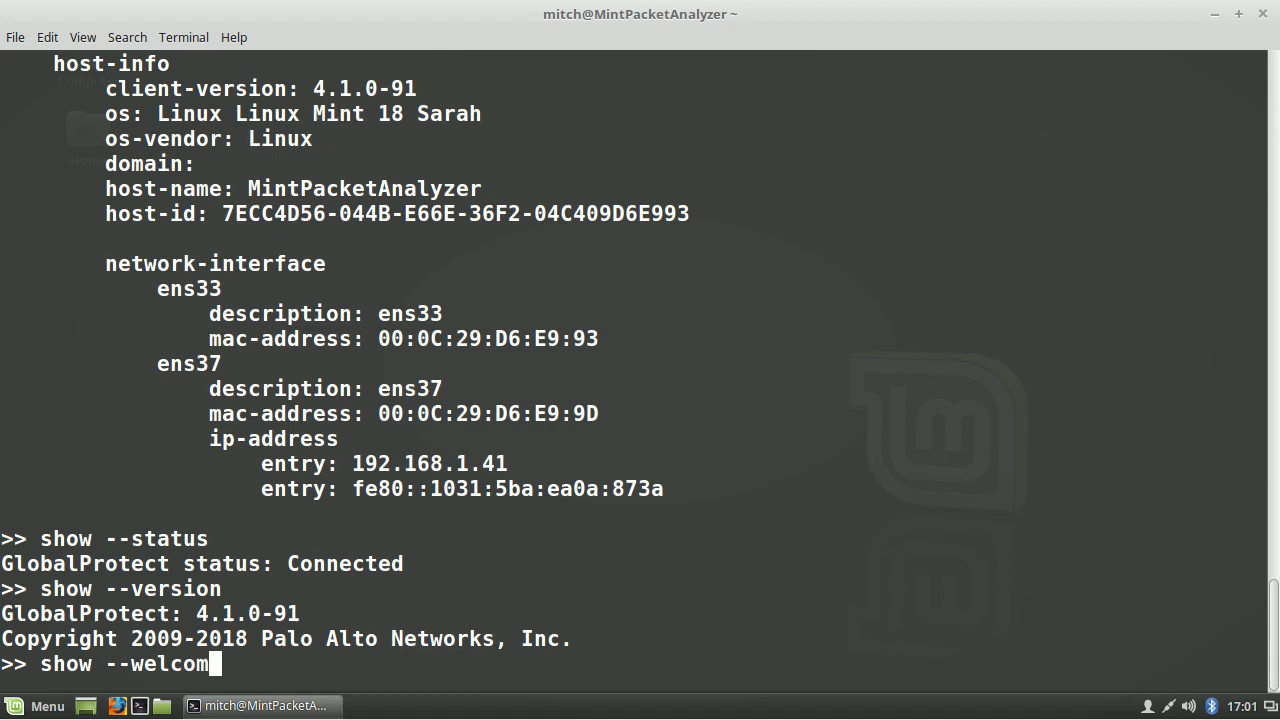 mitch@MintPacketAnalyzer ~
File Edit View Search Terminal Help
host-info
client-version: 4.1.0-91
os: Linux Linux Mint 18 Sarah
os-vendor: Linux
domain:
host-name: MintPacketAnalyzer
host-id: 7ECC4D56-044B-E66E-36F2-04C409D6E993
network-interface
ens33
description: ens33
mac-address: 00:0C:29:D6:E9:93
ens37
description: ens37
mac-address: 00:0C:29:D6:E9:9D
ip-address
entry: 192.168.1.41
entry: fe80::1031:5ba:ea0a:873a
>> show --status
GlobalProtect status: Connected
>> show --version
GlobalProtect: 4.1.0-91
Copyright 2009-2018 Palo Alto Networks, Inc.
>> show --welcom
Menu mitch@MintPacketA... 17:01